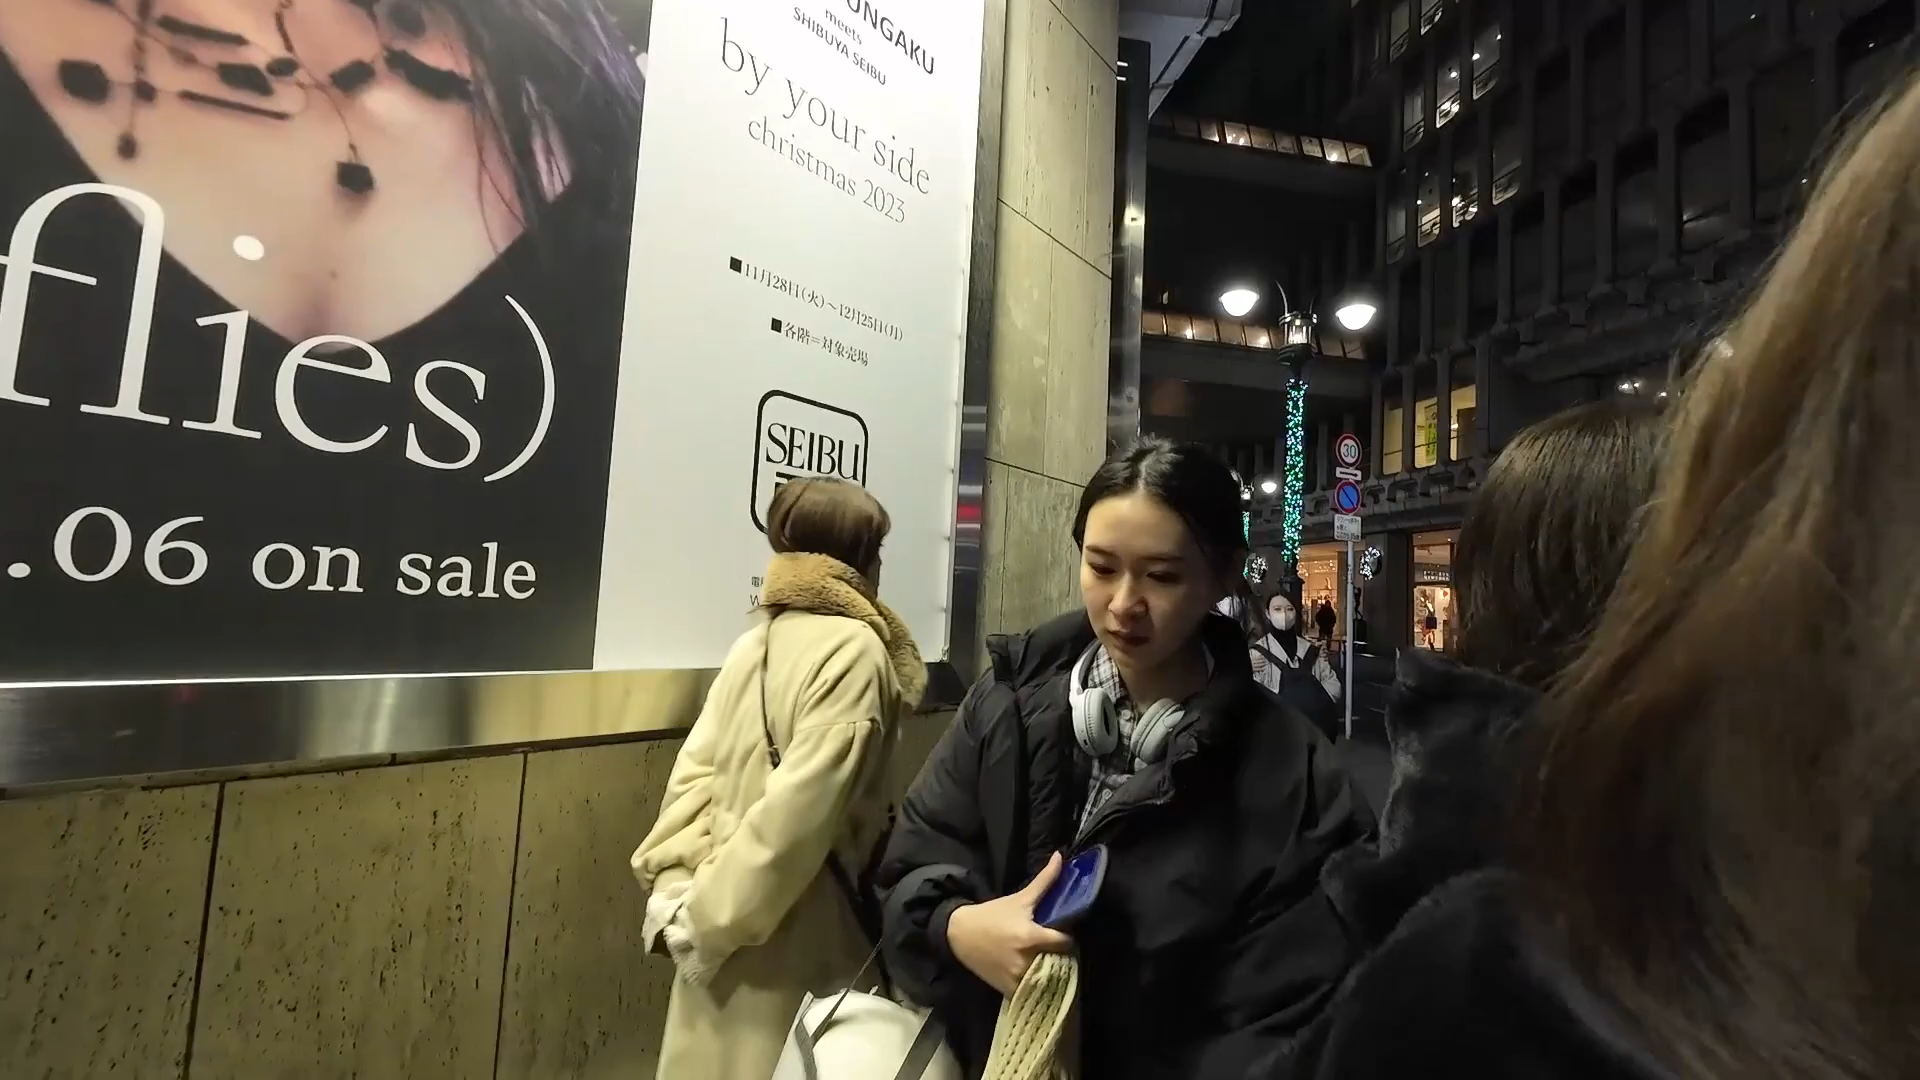 flies)
.06 on sale
UNGAKU
meets
SHIBUYA SEIBU
by your side
christmas 2023
■11月28日(火)～12月25日(月)
■各階＝対象売場
SEIBU
30